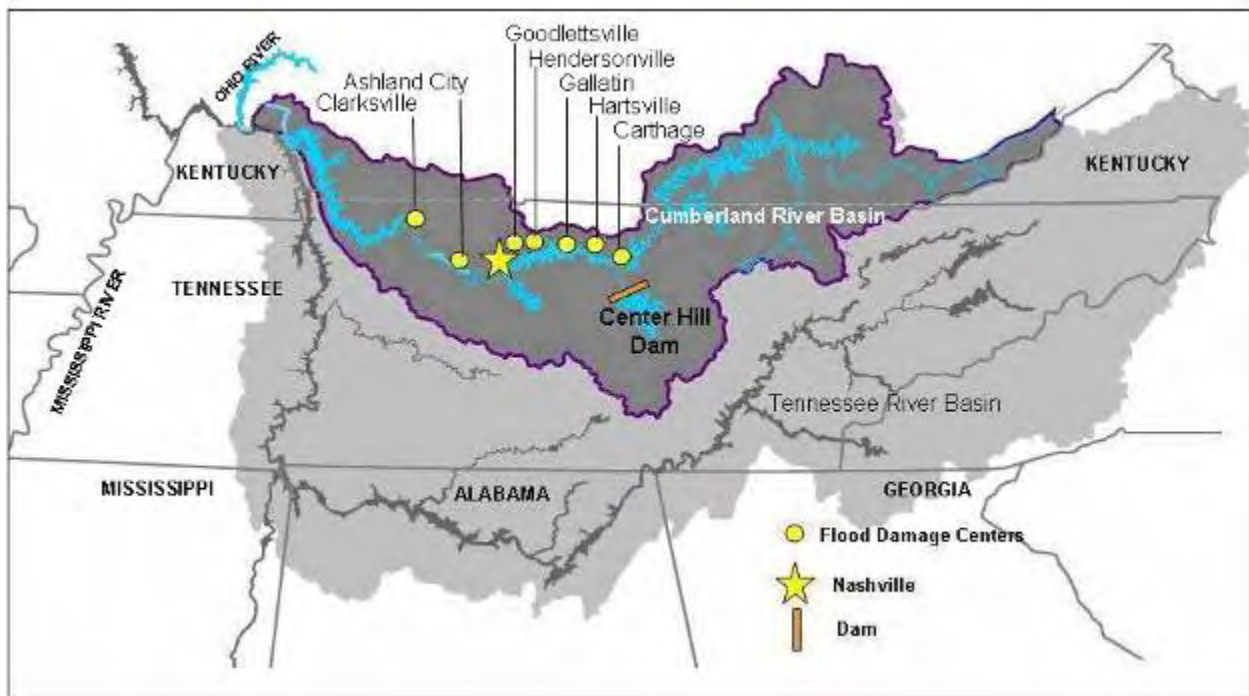 Goodlettsville
Hendersonville
Ashland City
Gallatin
Clarksville
Hartsville
Carthage
OHIO RIVER
KENTUCKY
KENTUCKY
Cumberland River Basin
TENNESSEE
MISSISSIPPI RIVER
Center Hill
Dam
Tennessee River Basin
MISSISSIPPI
ALABAMA
GEORGIA
Flood Damage Centers
Nashville
Dam